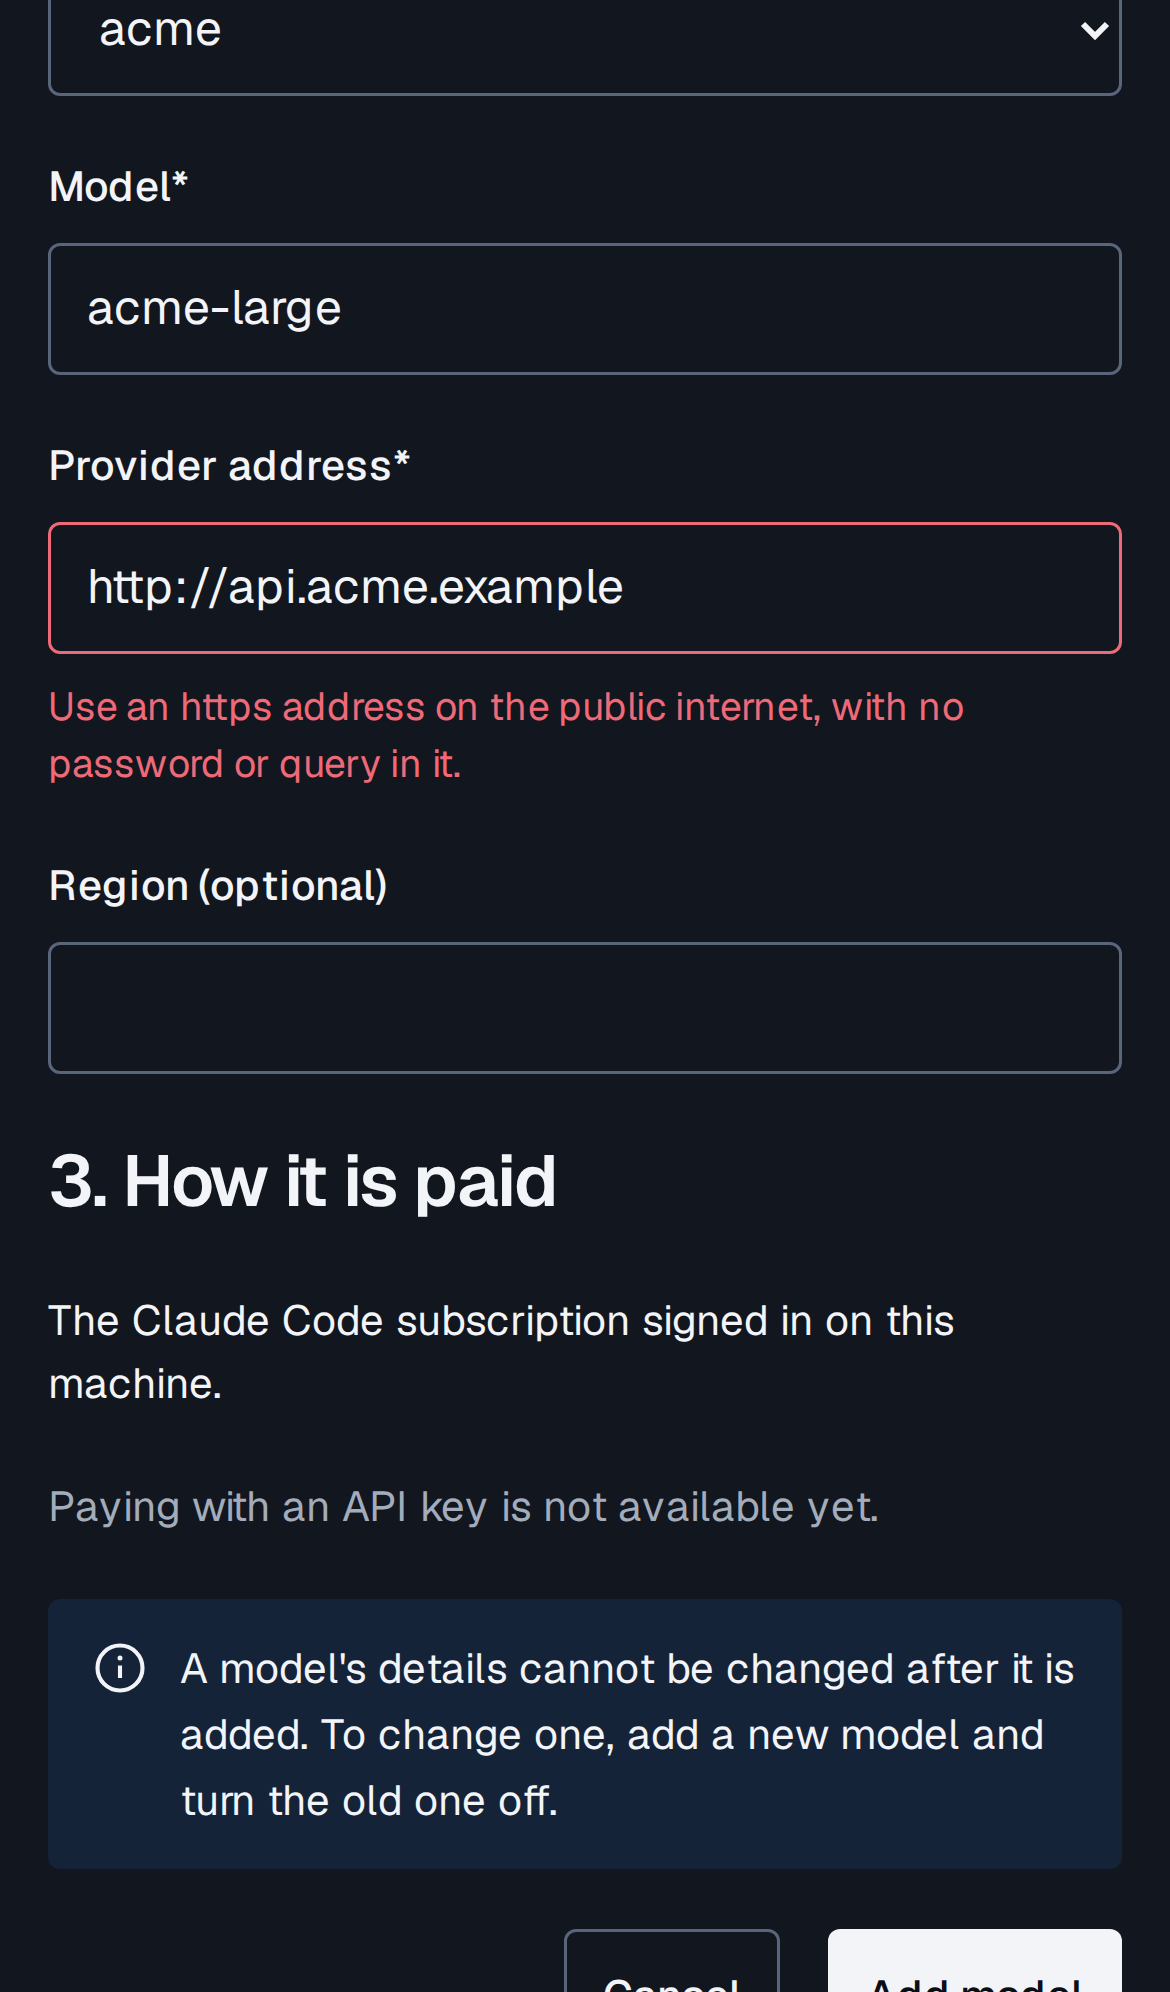 acme
Model*
acme-large
Provider address*
http://api.acme.example
Use an https address on the public internet, with no
password or query in it.
Region (optional)
3. How it is paid
The Claude Code subscription signed in on this
machine.
Paying with an API key is not available yet.
A model's details cannot be changed after it is
added. To change one, add a new model and
turn the old one off.
Cancel
Add model